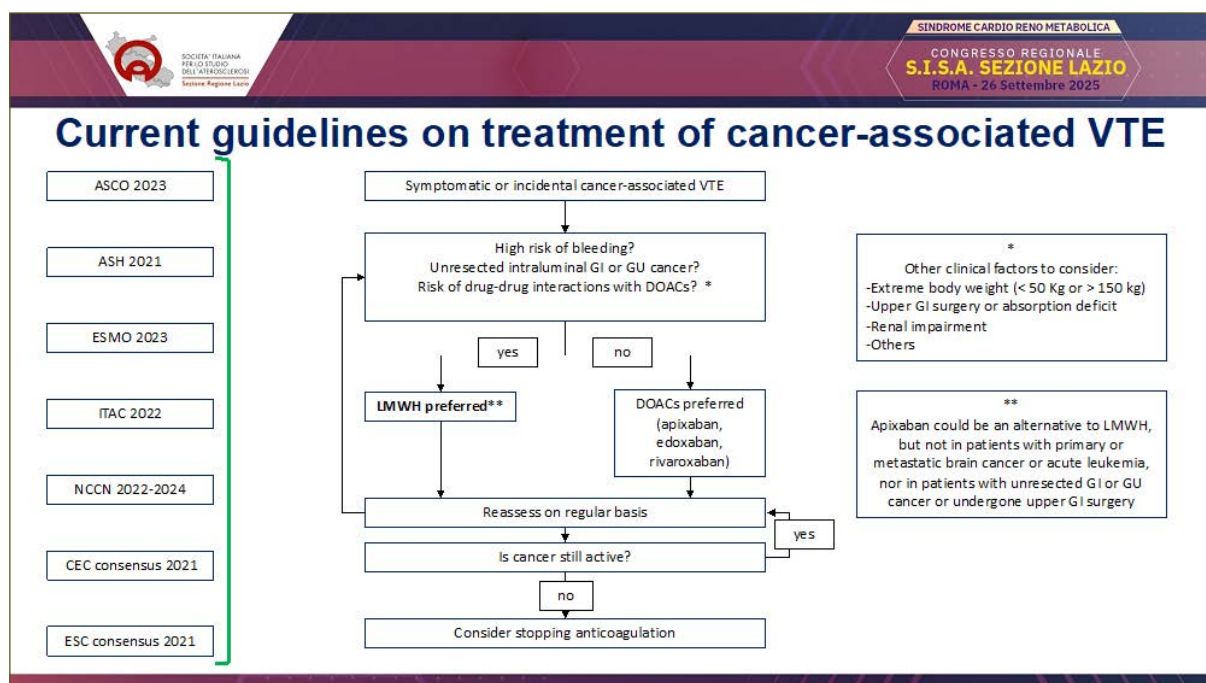 SOCIETA' ITALIANA
PER LO STUDIO
DELL'ATEROSCLEROSI
Sezione Regione Lazio
SINDROME CARDIO RENO METABOLICA
CONGRESSO REGIONALE
S.I.S.A. SEZIONE LAZIO
ROMA - 26 Settembre 2025
Current guidelines on treatment of cancer-associated VTE
ASCO 2023
ASH 2021
ESMO 2023
ITAC 2022
NCCN 2022-2024
CEC consensus 2021
ESC consensus 2021
Symptomatic or incidental cancer-associated VTE
High risk of bleeding?
Unresected intraluminal GI or GU cancer?
Risk of drug-drug interactions with DOACs? *
yes
no
LMWH preferred**
DOACs preferred
(apixaban,
edoxaban,
rivaroxaban)
Reassess on regular basis
yes
Is cancer still active?
no
Consider stopping anticoagulation
*
Other clinical factors to consider:
-Extreme body weight (< 50 Kg or > 150 kg)
-Upper GI surgery or absorption deficit
-Renal impairment
-Others
**
Apixaban could be an alternative to LMWH,
but not in patients with primary or
metastatic brain cancer or acute leukemia,
nor in patients with unresected GI or GU
cancer or undergone upper GI surgery